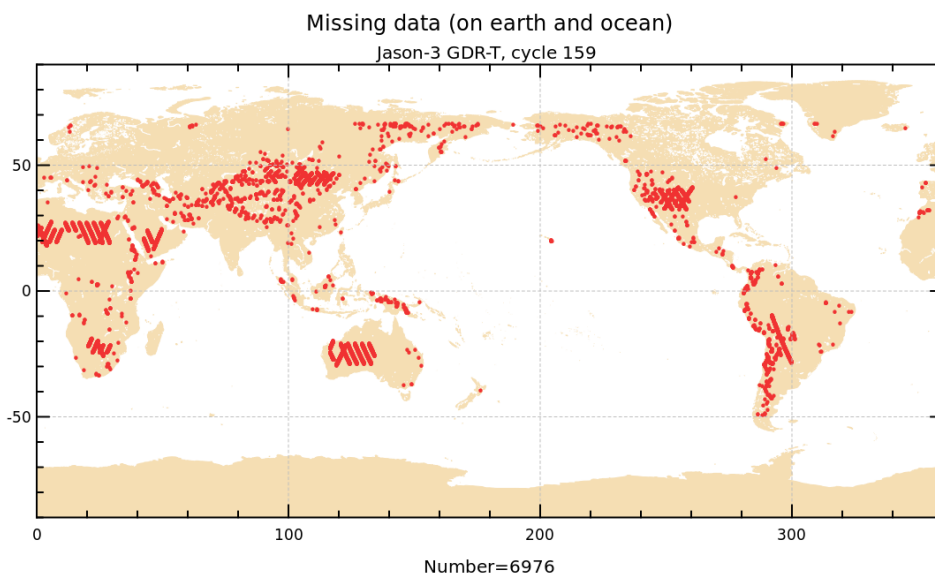 Missing data (on earth and ocean)
Jason-3 GDR-T, cycle 159
50
0
-50
0 100 200 300
Number=6976